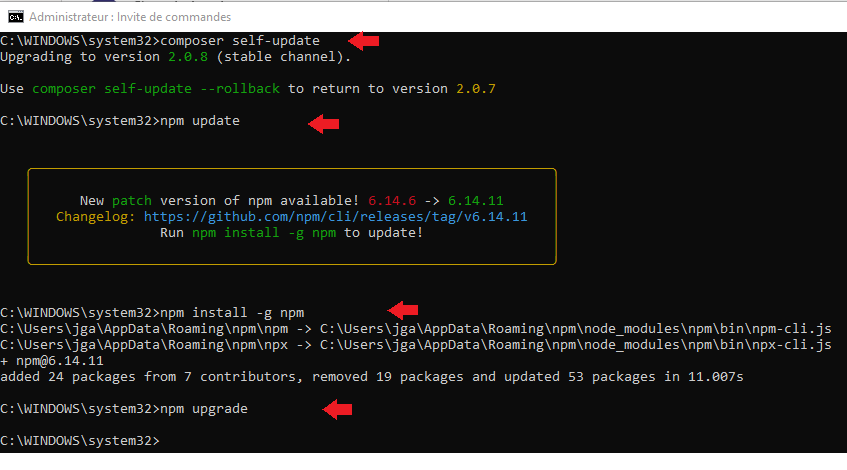 Administrateur : Invite de commandes
C:\WINDOWS\system32>composer self-update
Upgrading to version 2.0.8 (stable channel).
Use composer self-update --rollback to return to version 2.0.7
C:\WINDOWS\system32>npm update
New patch version of npm available! 6.14.6 -> 6.14.11
Changelog: https://github.com/npm/cli/releases/tag/v6.14.11
Run npm install -g npm to update!
C:\WINDOWS\system32>npm install -g npm
C:\Users\jga\AppData\Roaming\npm\npm -> C:\Users\jga\AppData\Roaming\npm\node_modules\npm\bin\npm-cli.js
C:\Users\jga\AppData\Roaming\npm\npx -> C:\Users\jga\AppData\Roaming\npm\node_modules\npm\bin\npx-cli.js
+ npm@6.14.11
added 24 packages from 7 contributors, removed 19 packages and updated 53 packages in 11.007s
C:\WINDOWS\system32>npm upgrade
C:\WINDOWS\system32>